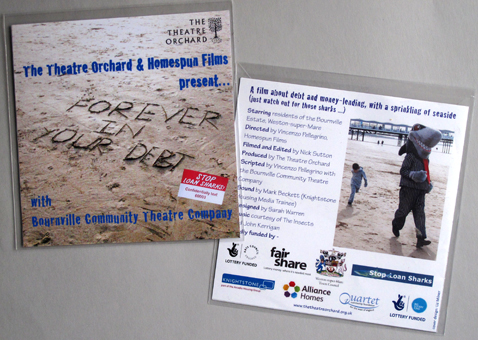 THE
THEATRE
ORCHARD
The Theatre Orchard & Homespun Films
present...
FOREVER
IN
YOUR DEBT
STOP
LOAN SHARKS
with
Bournville Community Theatre Company
A film about debt and money-lending, with a sprinkling of seaside
(just watch out for those sharks ...)
Starring residents of the Bournville
Estate, Weston-super-Mare
Directed by Vincenzo Pellegrino,
Homespun Films
Filmed and Edited by Nick Sutton
Produced by The Theatre Orchard
Scripted by Vincenzo Pellegrino with
the Bournville Community Theatre
Company
Sound by Mark Beckett (Knightstone
Housing Media Trainee)
Designed by Sarah Warren
Music courtesy of The Insects
John Kerrigan
funded by -
LOTTERY FUNDED
fair
share
Stop Loan Sharks
KNIGHTSTONE
Alliance
Homes
Quartet
LOTTERY FUNDED
www.thetheatreorchard.org.uk